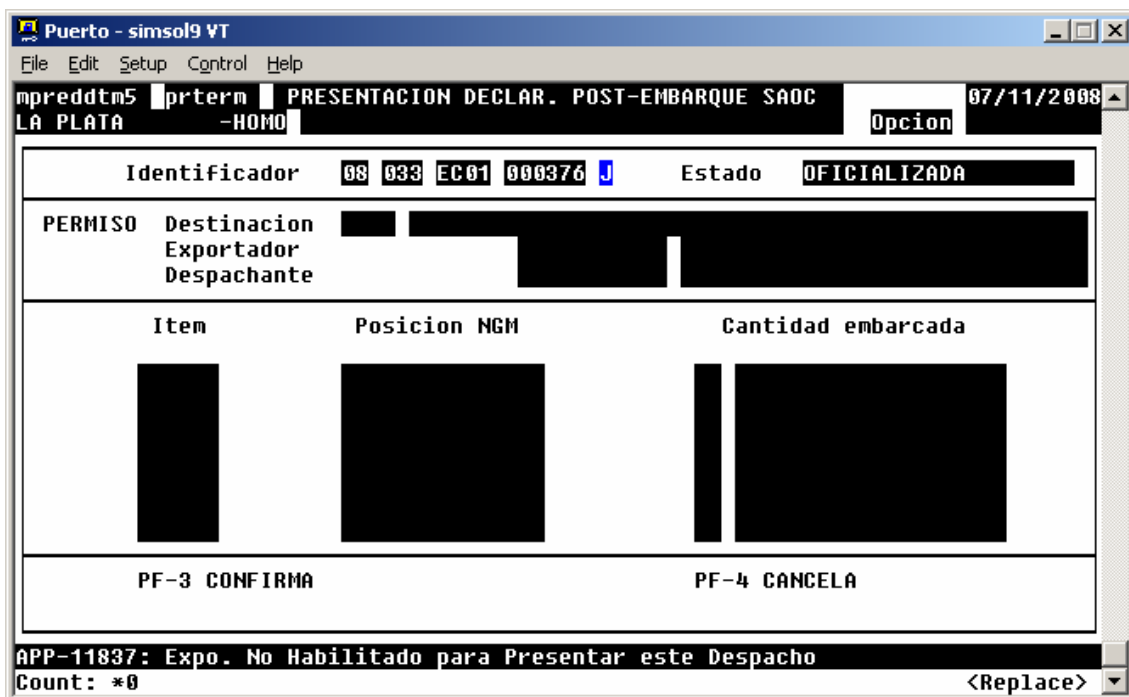 Puerto - simsol9 VT
File Edit Setup Control Help
mpreddtm5 prterm PRESENTACION DECLAR. POST-EMBARQUE SAOC 07/11/2008
LA PLATA -HOMO Opcion
Identificador 08 033 EC01 000376 J Estado OFICIALIZADA
PERMISO Destinacion
Exportador
Despachante
Item Posicion NGM Cantidad embarcada
PF-3 CONFIRMA PF-4 CANCELA
APP-11837: Expo. No Habilitado para Presentar este Despacho
Count: *0 <Replace>